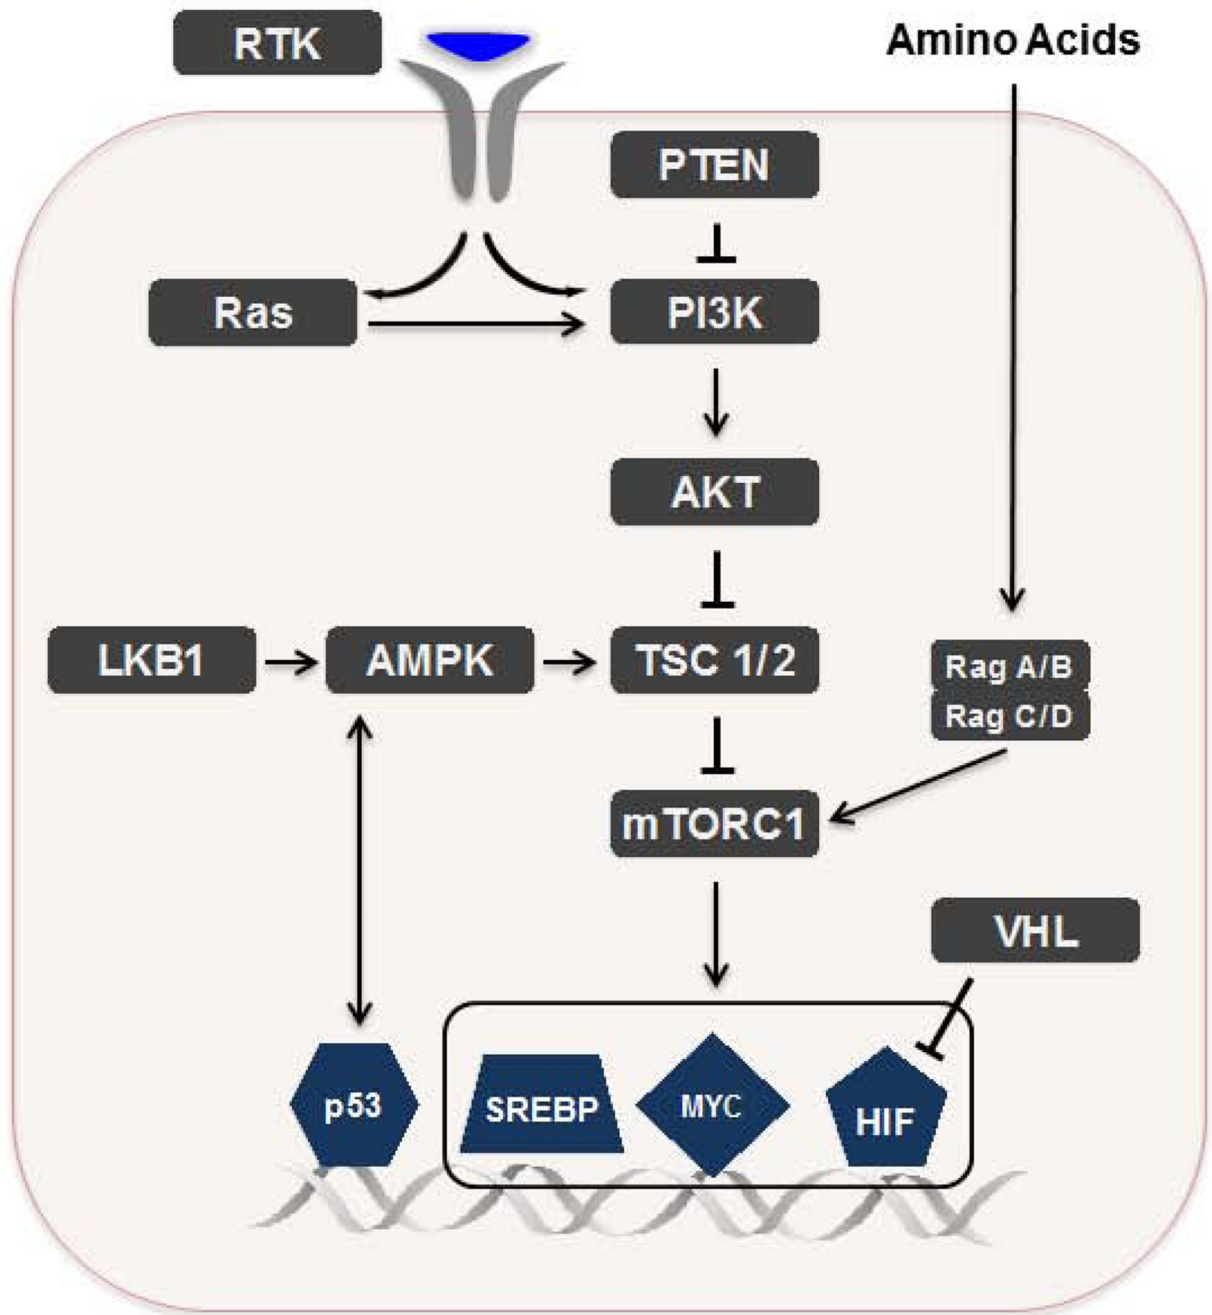 RTK
Amino Acids
PTEN
Ras
PI3K
AKT
LKB1
AMPK
TSC 1/2
Rag A/B
Rag C/D
mTORC1
VHL
p53
SREBP
MYC
HIF